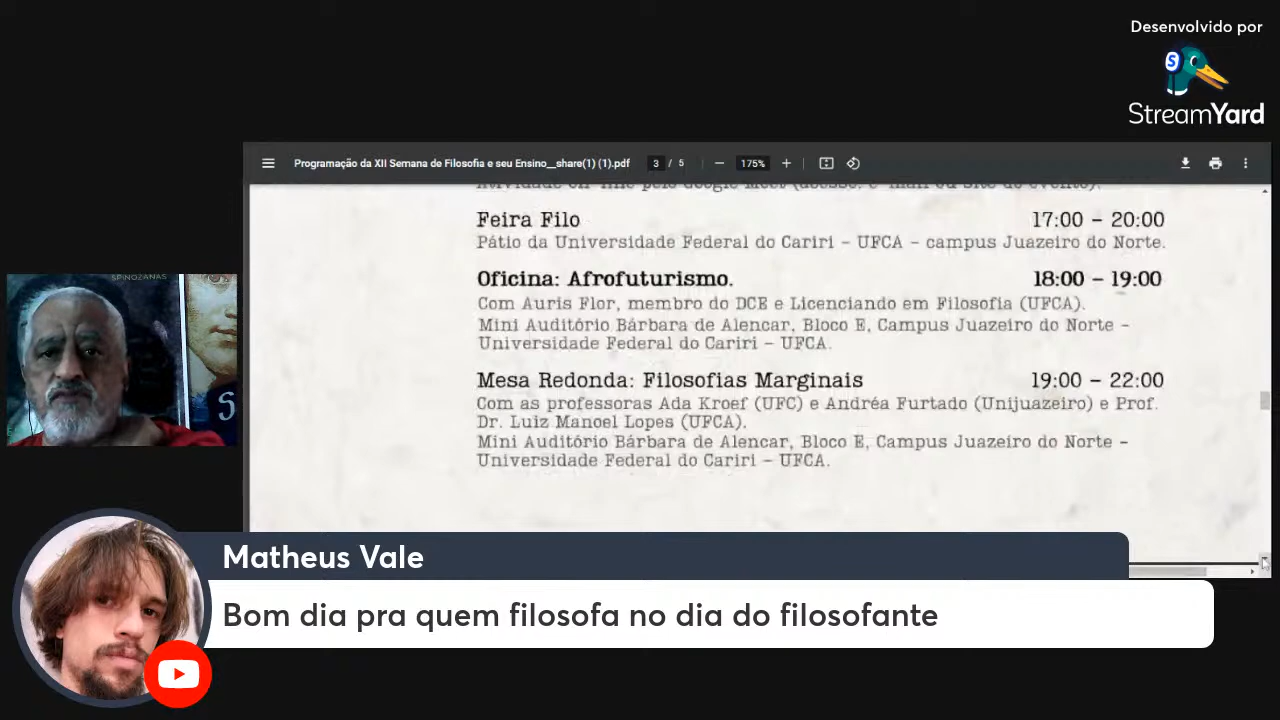 Desenvolvido por
StreamYard
Programação da XII Semana de Filosofia e seu Ensino__share(1) (1).pdf 3 / 5 175%
Feira Filo 17:00 – 20:00
Pátio da Universidade Federal do Cariri – UFCA – campus Juazeiro do Norte.
SPINOZANAS
Oficina: Afrofuturismo. 18:00 – 19:00
Com Auris Flor, membro do DCE e Licenciando em Filosofia (UFCA).
Mini Auditório Bárbara de Alencar, Bloco E, Campus Juazeiro do Norte –
Universidade Federal do Cariri – UFCA.
Mesa Redonda: Filosofias Marginais 19:00 – 22:00
Com as professoras Ada Kroef (UFC) e Andréa Furtado (Unijuazeiro) e Prof.
Dr. Luiz Manoel Lopes (UFCA).
Mini Auditório Bárbara de Alencar, Bloco E, Campus Juazeiro do Norte –
Universidade Federal do Cariri – UFCA.
Matheus Vale
Bom dia pra quem filosofa no dia do filosofante